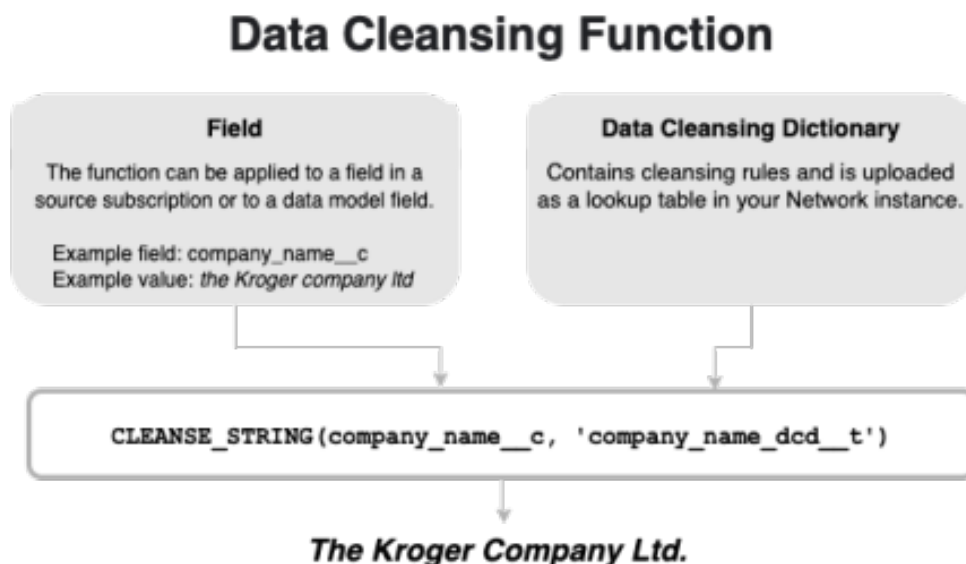 Data Cleansing Function
Field
The function can be applied to a field in a
source subscription or to a data model field.
Example field: company_name__c
Example value: the Kroger company ltd
Data Cleansing Dictionary
Contains cleansing rules and is uploaded
as a lookup table in your Network instance.
CLEANSE_STRING(company_name__c, 'company_name_dcd__t')
The Kroger Company Ltd.